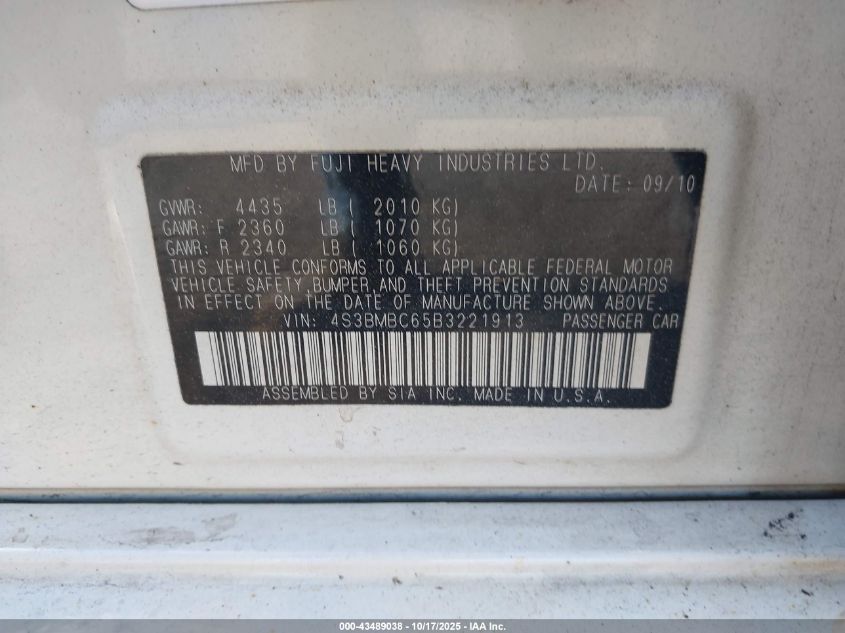 MFD BY FUJI HEAVY INDUSTRIES LTD.
DATE: 09/10
GVWR: 4435 LB ( 2010 KG)
GAWR: F 2360 LB ( 1070 KG)
GAWR: R 2340 LB ( 1060 KG)
THIS VEHICLE CONFORMS TO ALL APPLICABLE FEDERAL MOTOR
VEHICLE SAFETY,BUMPER,AND THEFT PREVENTION STANDARDS
IN EFFECT ON THE DATE OF MANUFACTURE SHOWN ABOVE.
VIN: 4S3BMBC65B3221913 PASSENGER CAR
ASSEMBLED BY SIA INC. MADE IN U.S.A.
000-43489038 - 10/17/2025 - IAA Inc.